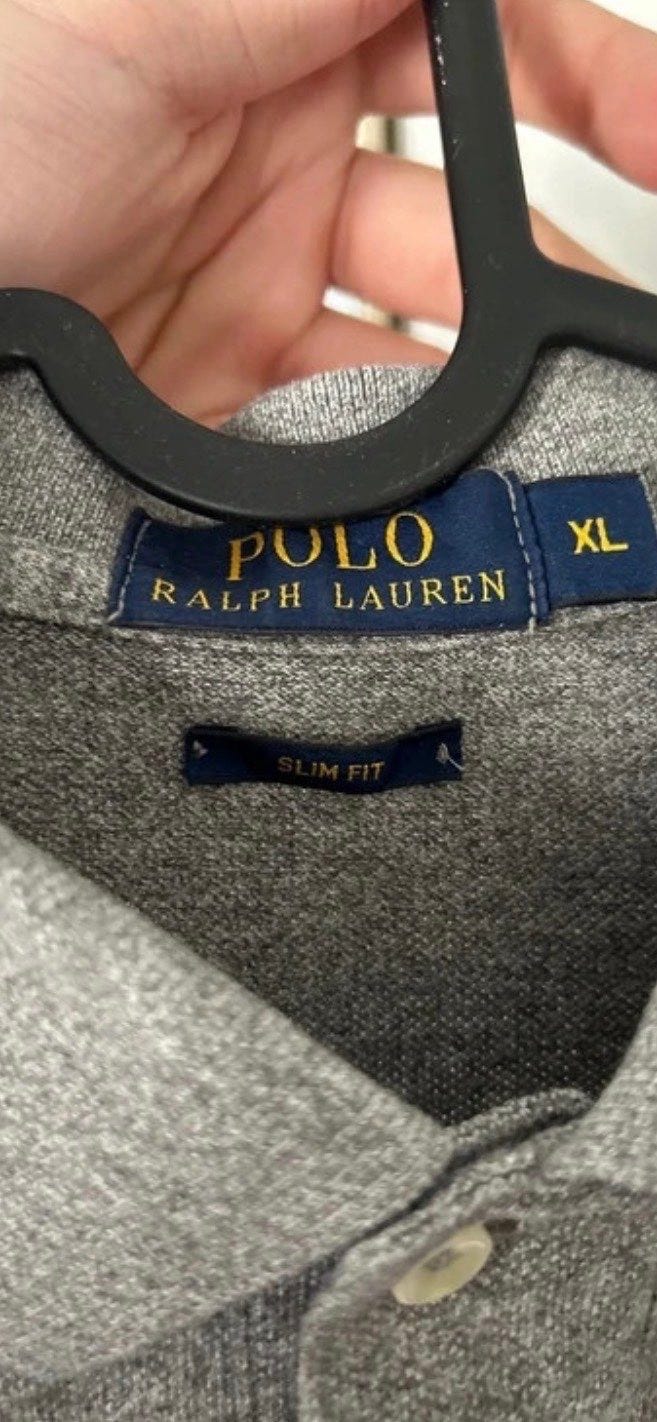 POLO
RALPH LAUREN
XL
SLIM FIT